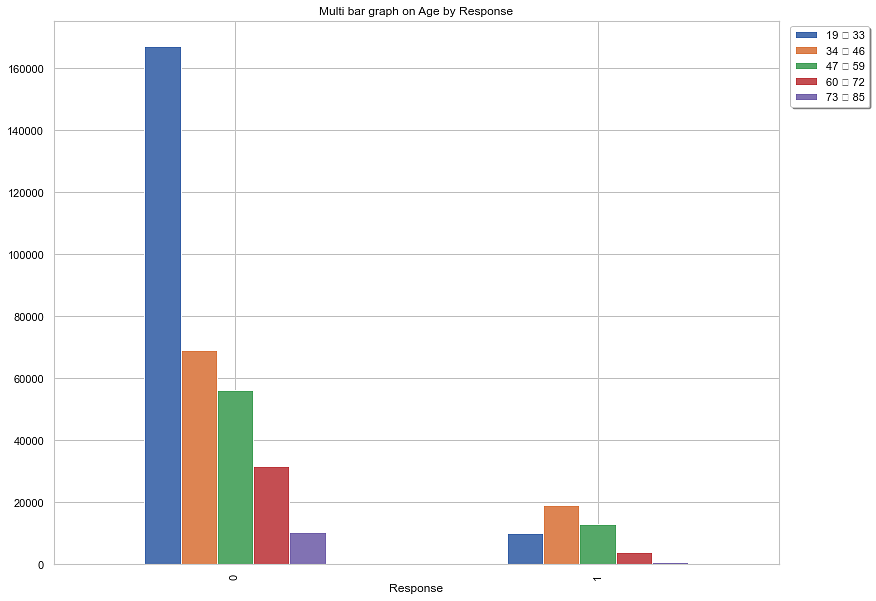 Multi bar graph on Age by Response
19 □ 33
34 □ 46
47 □ 59
60 □ 72
73 □ 85
160000
140000
120000
100000
80000
60000
40000
20000
0
0
1
Response